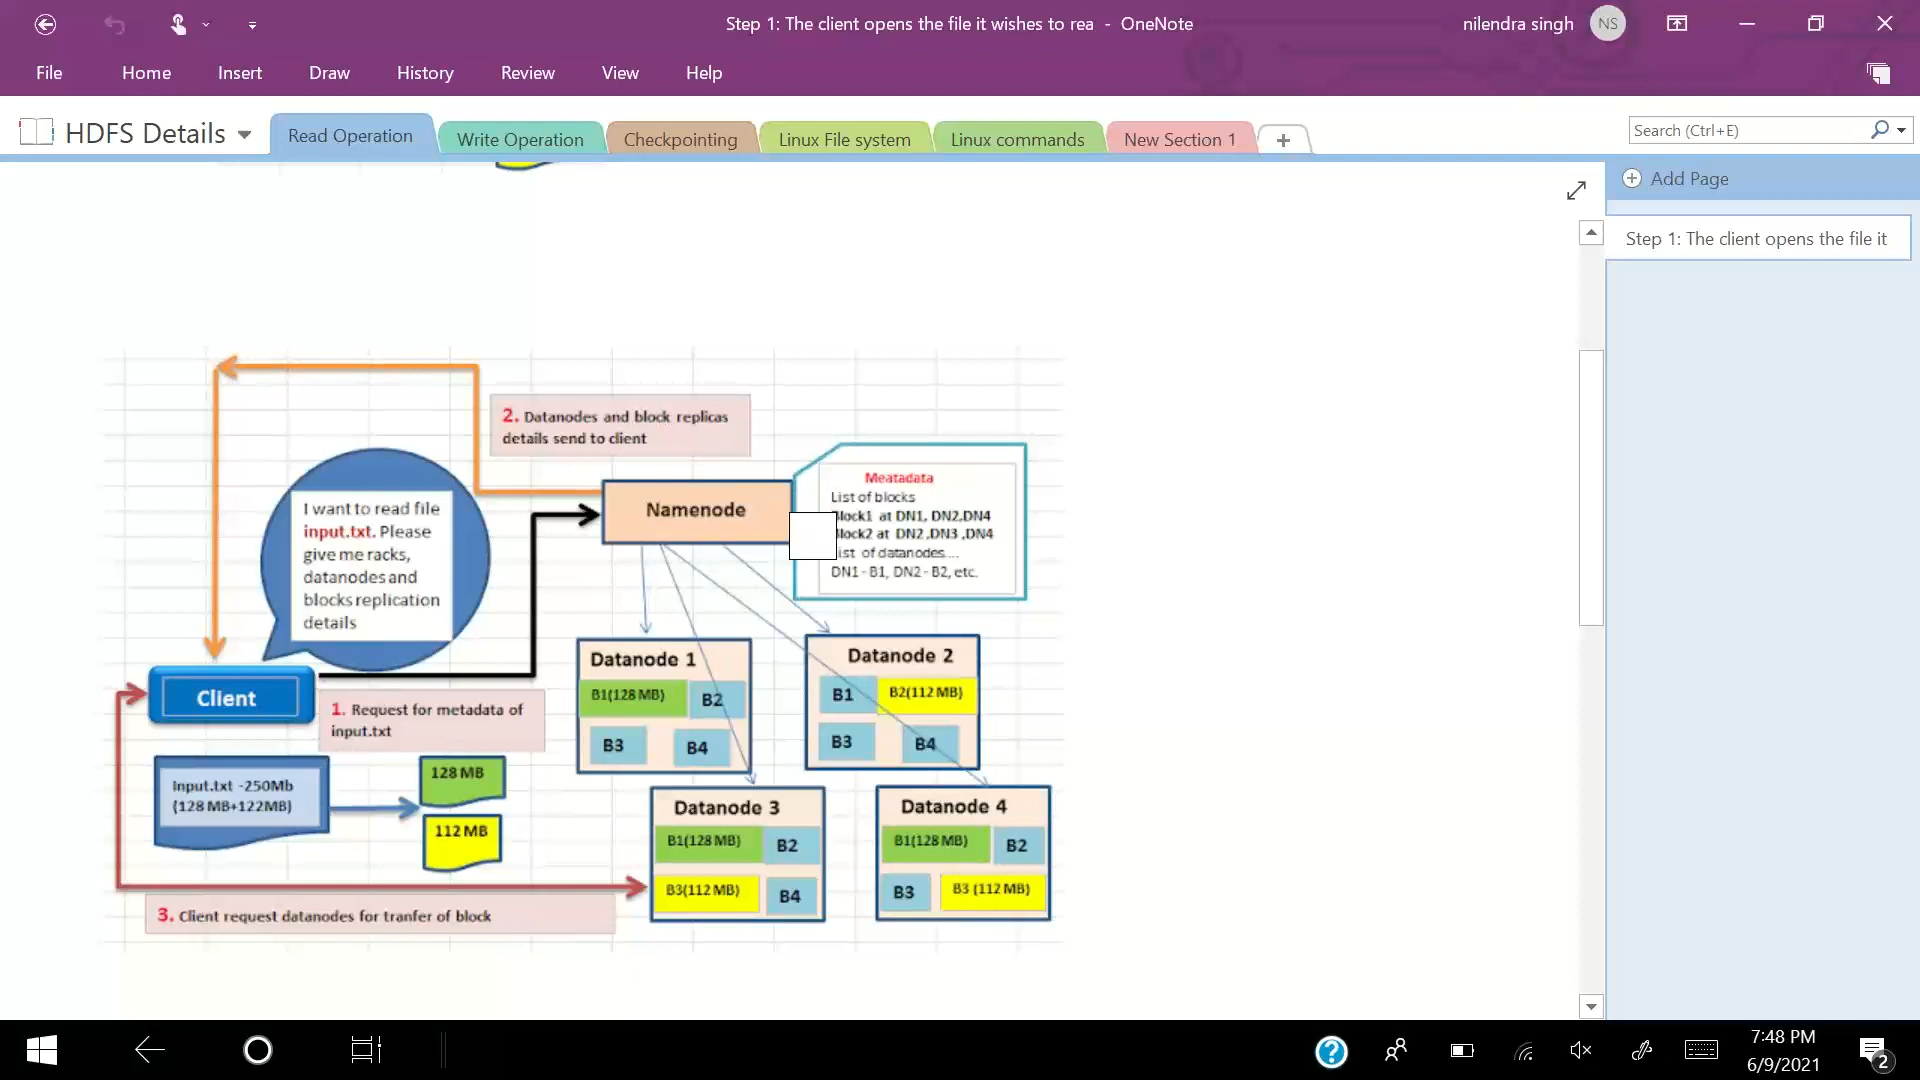 Step 1: The client opens the file it wishes to rea - OneNote
nilendra singh
NS
File
Home
Insert
Draw
History
Review
View
Help
HDFS Details
Read Operation
Write Operation
Checkpointing
Linux File system
Linux commands
New Section 1
Search (Ctrl+E)
Add Page
Step 1: The client opens the file it
2. Datanodes and block replicas
details send to client
Namenode
Meatadata
List of blocks
lock1 at DN1, DN2,DN4
lock2 at DN2 ,DN3 ,DN4
ist of datanodes....
DN1 - B1, DN2 - B2, etc.
I want to read file
input.txt. Please
give me racks,
datanodes and
blocks replication
details
Client
1. Request for metadata of
input.txt
Input.txt -250Mb
(128 MB+122MB)
128 MB
112 MB
Datanode 1
B1(128 MB)
B2
B3
B4
Datanode 2
B1
B2(112 MB)
B3
B4
Datanode 3
B1(128 MB)
B2
B3(112 MB)
B4
Datanode 4
B1(128 MB)
B2
B3
B3 (112 MB)
3. Client request datanodes for tranfer of block
7:48 PM
6/9/2021
2